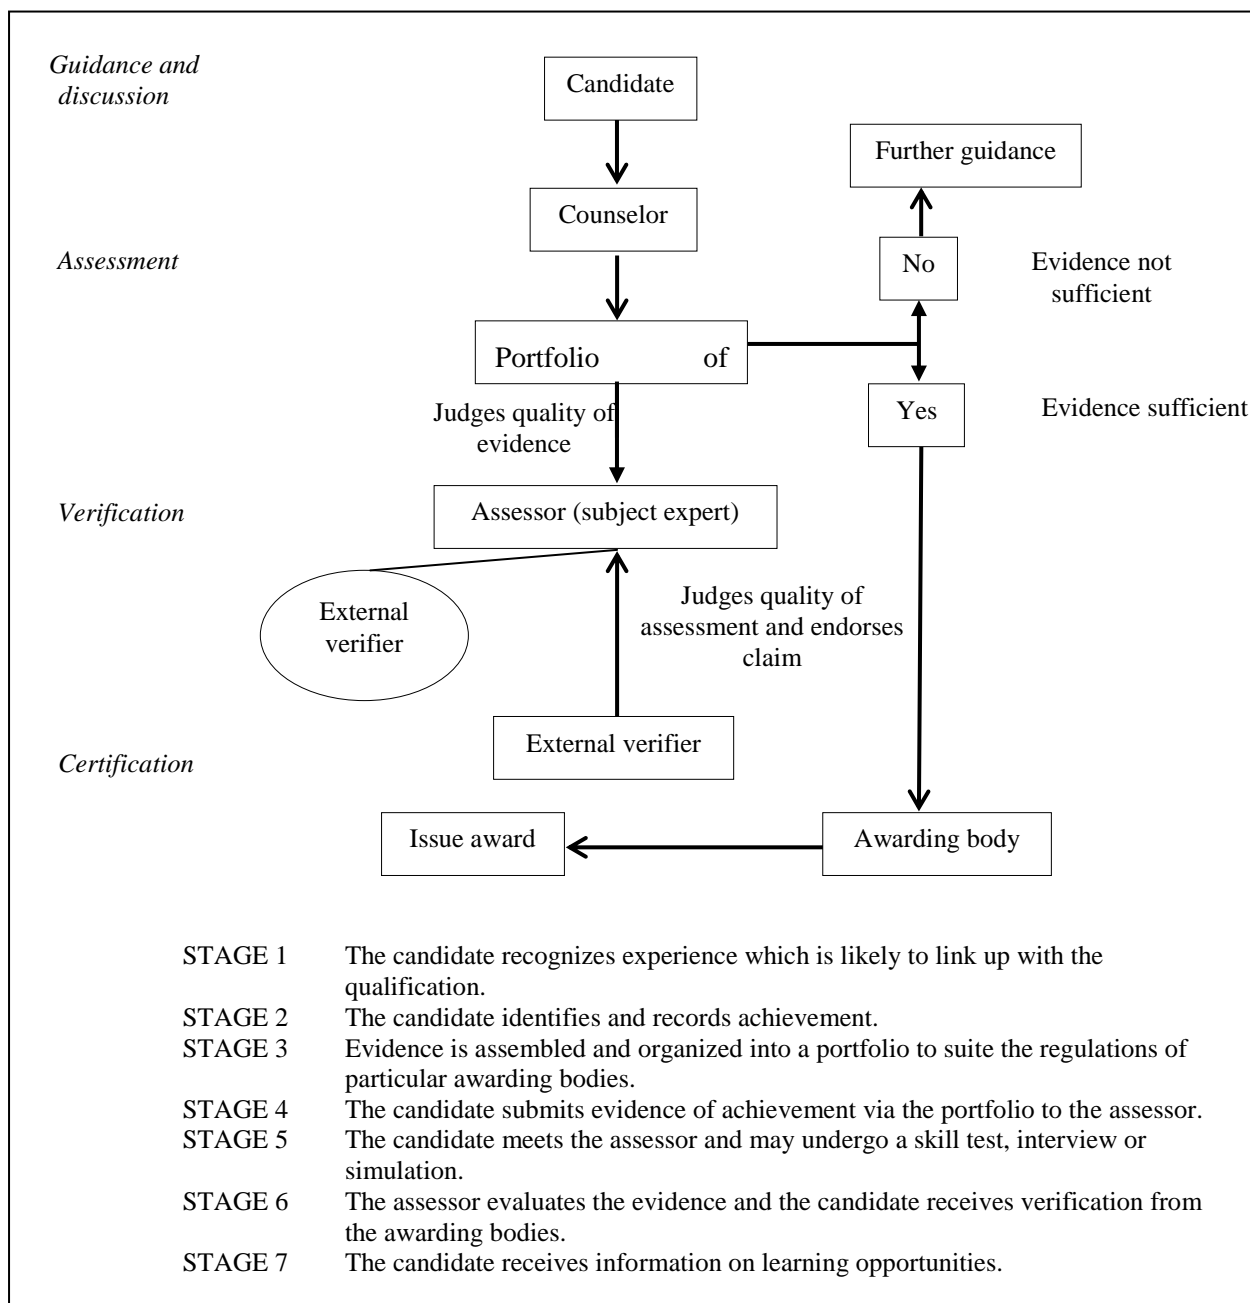 Guidance and
discussion
Candidate
Further guidance
Counselor
Assessment
No
Evidence not
sufficient
Portfolio of
Judges quality of
evidence
Yes
Evidence sufficient
Verification
Assessor (subject expert)
External
verifier
Judges quality of
assessment and endorses
claim
External verifier
Certification
Issue award
Awarding body
STAGE 1 The candidate recognizes experience which is likely to link up with the
qualification.
STAGE 2 The candidate identifies and records achievement.
STAGE 3 Evidence is assembled and organized into a portfolio to suite the regulations of
particular awarding bodies.
STAGE 4 The candidate submits evidence of achievement via the portfolio to the assessor.
STAGE 5 The candidate meets the assessor and may undergo a skill test, interview or
simulation.
STAGE 6 The assessor evaluates the evidence and the candidate receives verification from
the awarding bodies.
STAGE 7 The candidate receives information on learning opportunities.